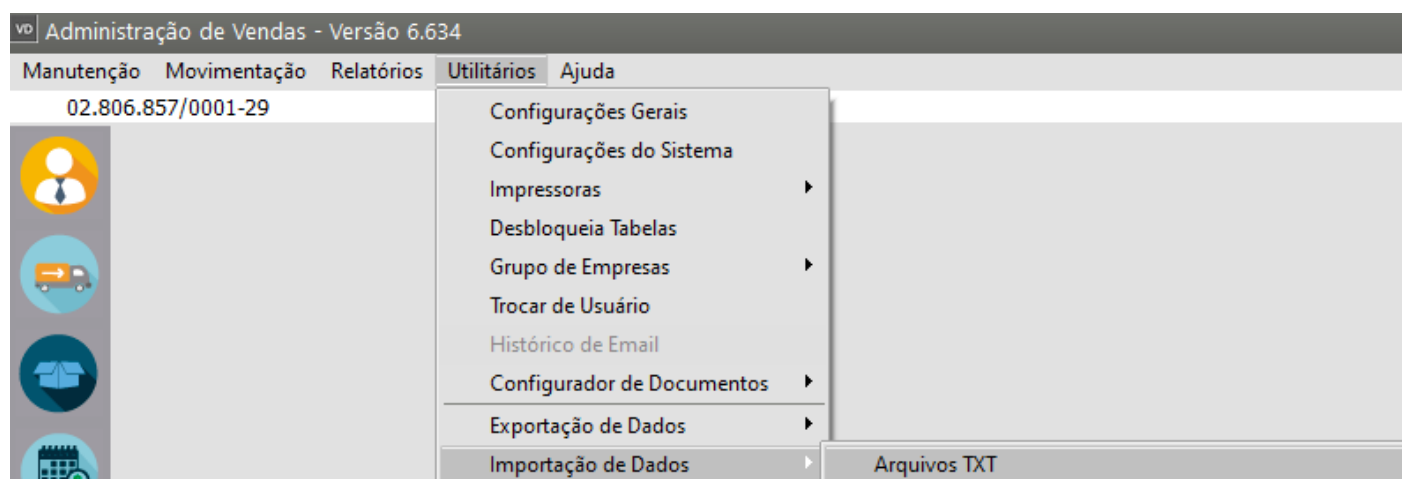 VD Administração de Vendas - Versão 6.634
Manutenção Movimentação Relatórios Utilitários Ajuda
02.806.857/0001-29
Configurações Gerais
Configurações do Sistema
Impressoras
Desbloqueia Tabelas
Grupo de Empresas
Trocar de Usuário
Histórico de Email
Configurador de Documentos
Exportação de Dados
Importação de Dados Arquivos TXT